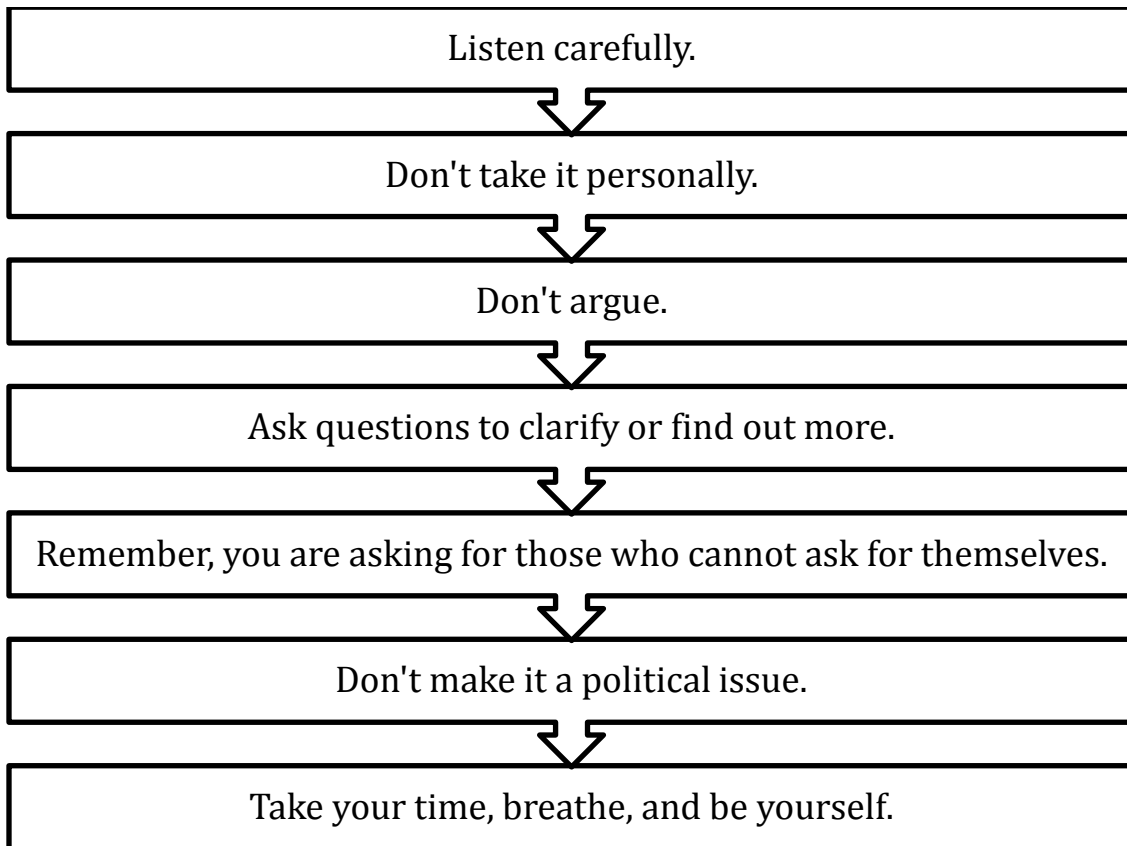 Listen carefully.
Don't take it personally.
Don't argue.
Ask questions to clarify or find out more.
Remember, you are asking for those who cannot ask for themselves.
Don't make it a political issue.
Take your time, breathe, and be yourself.